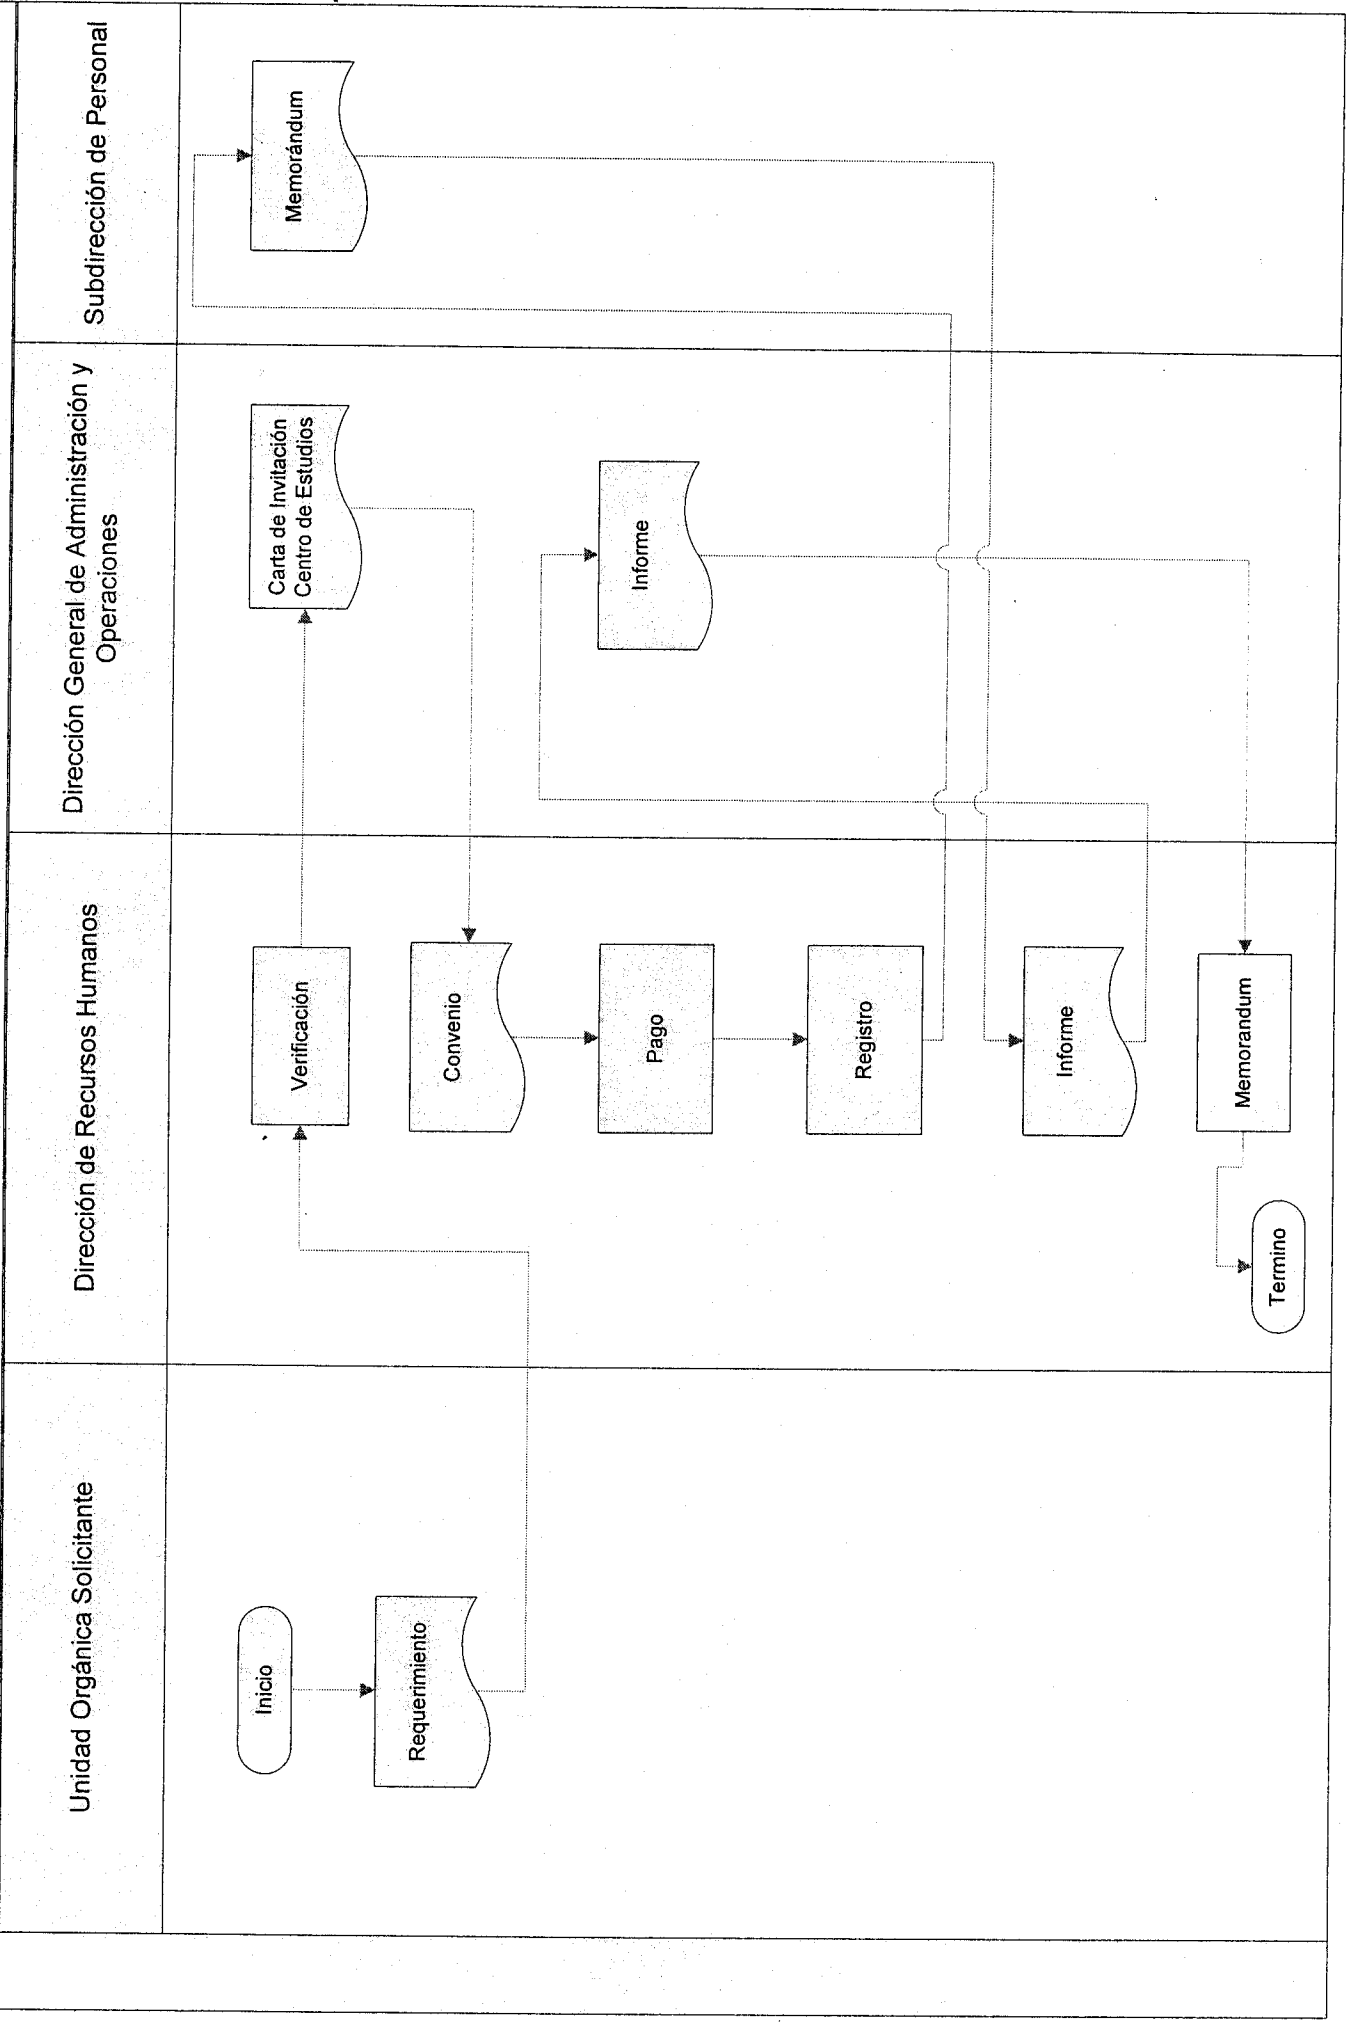 Unidad Orgánica Solicitante
Dirección de Recursos Humanos
Dirección General de Administración y
Operaciones
Subdirección de Personal
Inicio
Requerimiento
Verificación
Carta de Invitación
Centro de Estudios
Convenio
Pago
Registro
Memorándum
Informe
Informe
Memorandum
Termino